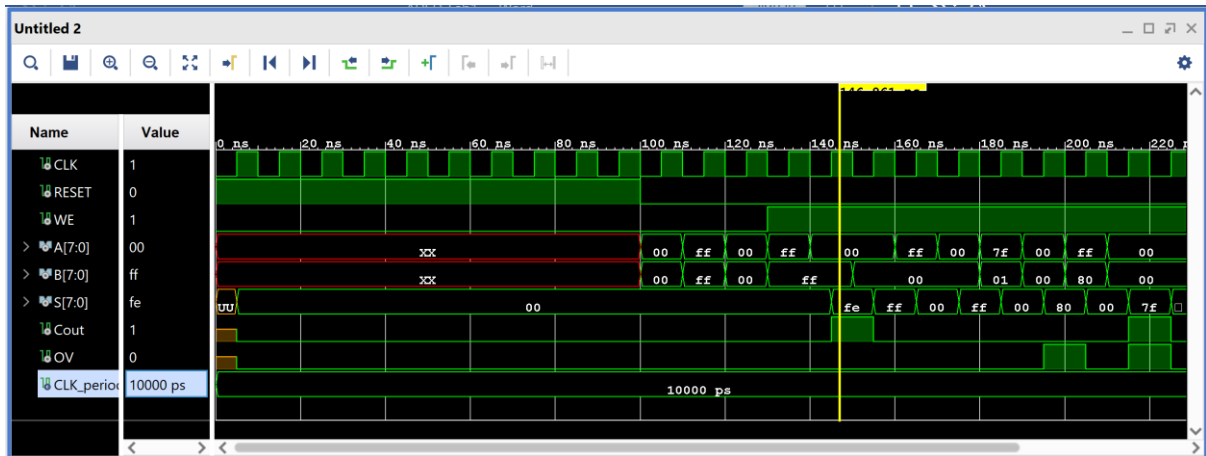 Untitled 2
Name Value
0 ns 20 ns 40 ns 60 ns 80 ns 100 ns 120 ns 140 ns 160 ns 180 ns 200 ns 220
CLK 1
RESET 0
WE 1
A[7:0] 00 XX 00 ff 00 ff 00 ff 00 7f 00 ff 00
B[7:0] ff XX 00 ff 00 ff 00 01 00 80 00
S[7:0] fe UU 00 fe ff 00 ff 00 80 00 7f
Cout 1
OV 0
CLK_perio 10000 ps 10000 ps